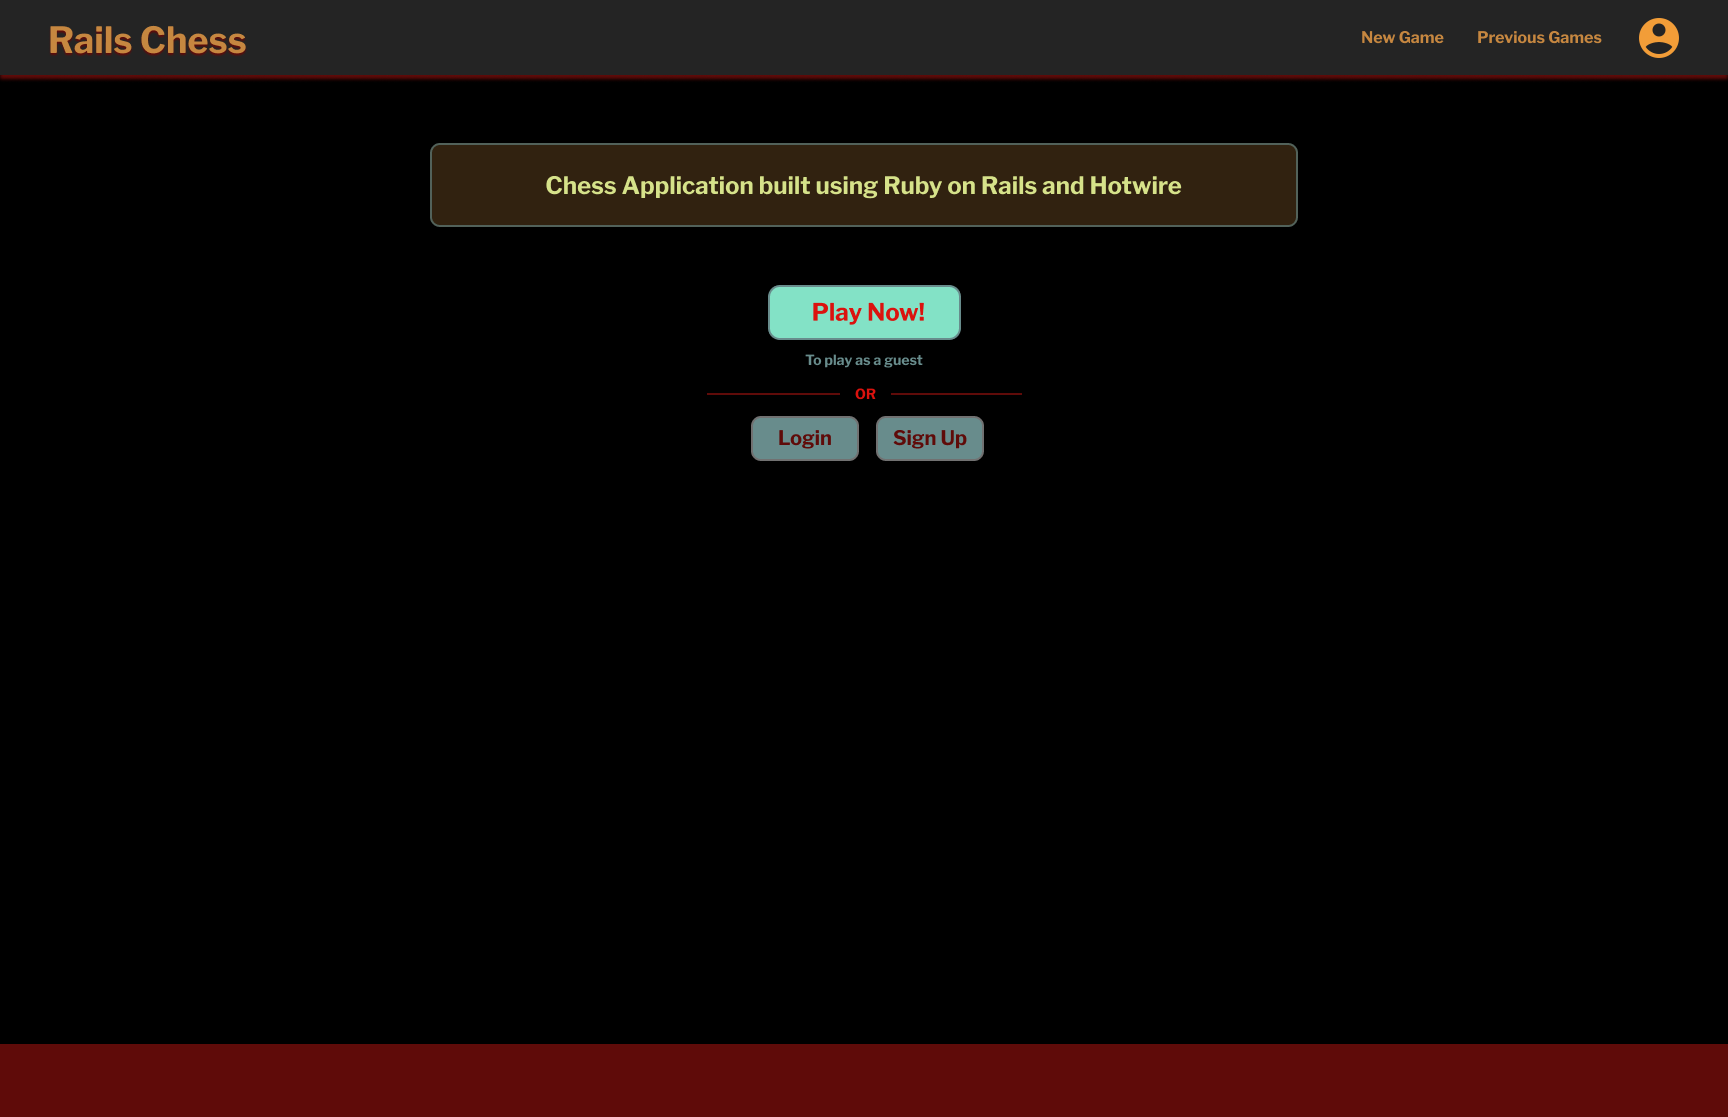 Rails Chess
New Game
Previous Games
Chess Application built using Ruby on Rails and Hotwire
Play Now!
To play as a guest
OR
Login
Sign Up